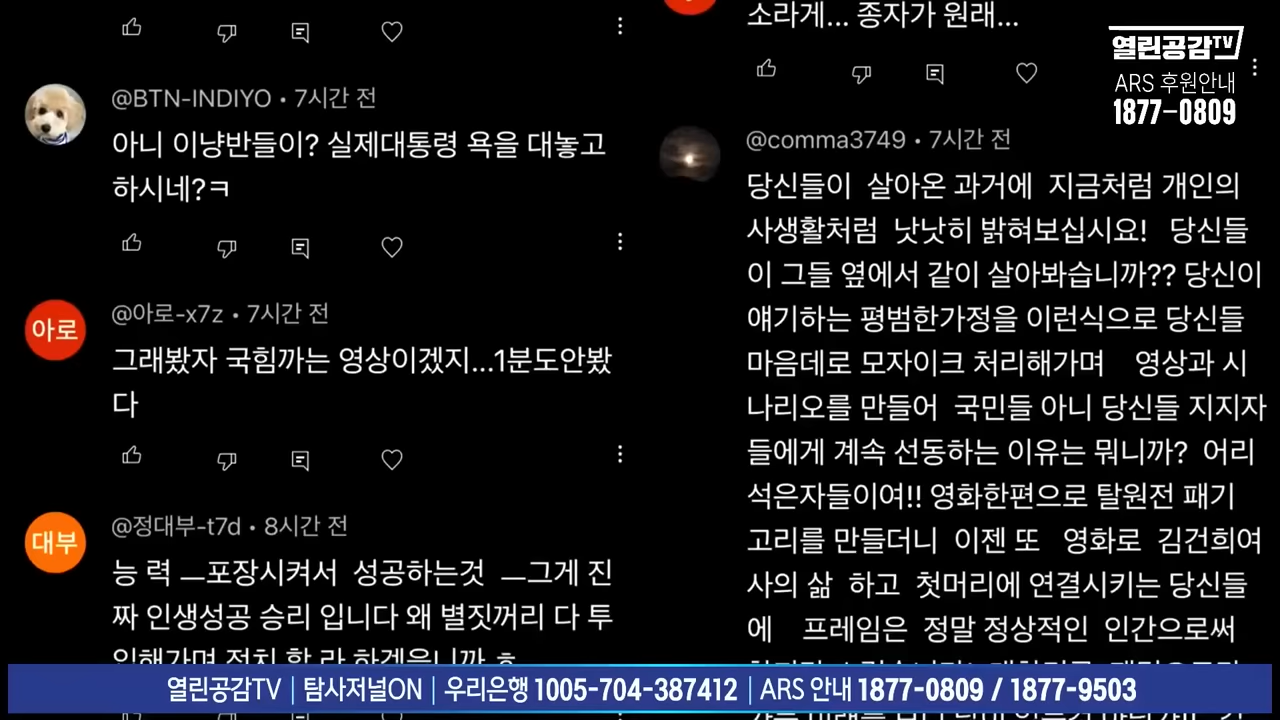 @BTN-INDIYO • 7시간 전
아니 이냥반들이? 실제대통령 욕을 대놓고
하시네?ㅋ
아로
@아로-x7z • 7시간 전
그래봤자 국힘까는 영상이겠지...1분도안봤
다
대부
@정대부-t7d • 8시간 전
능 력 ㅡ포장시켜서 성공하는것 ㅡ그게 진
짜 인생성공 승리 입니다 왜 별짓꺼리 다 투
입해가며 정치 할 라 하겠읍니까 ㅎ
소라게... 종자가 원래...
@comma3749 • 7시간 전
당신들이 살아온 과거에 지금처럼 개인의
사생활처럼 낫낫히 밝혀보십시요! 당신들
이 그들 옆에서 같이 살아봐습니까?? 당신이
얘기하는 평범한가정을 이런식으로 당신들
마음데로 모자이크 처리해가며 영상과 시
나리오를 만들어 국민들 아니 당신들 지지자
들에게 계속 선동하는 이유는 뭐니까? 어리
석은자들이여!! 영화한편으로 탈원전 패기
고리를 만들더니 이젠 또 영화로 김건희여
사의 삶 하고 첫머리에 연결시키는 당신들
에 프레임은 정말 정상적인 인간으로써
열린공감TV
ARS 후원안내
1877-0809
열린공감TV | 탐사저널ON | 우리은행 1005-704-387412 | ARS 안내 1877-0809 / 1877-9503